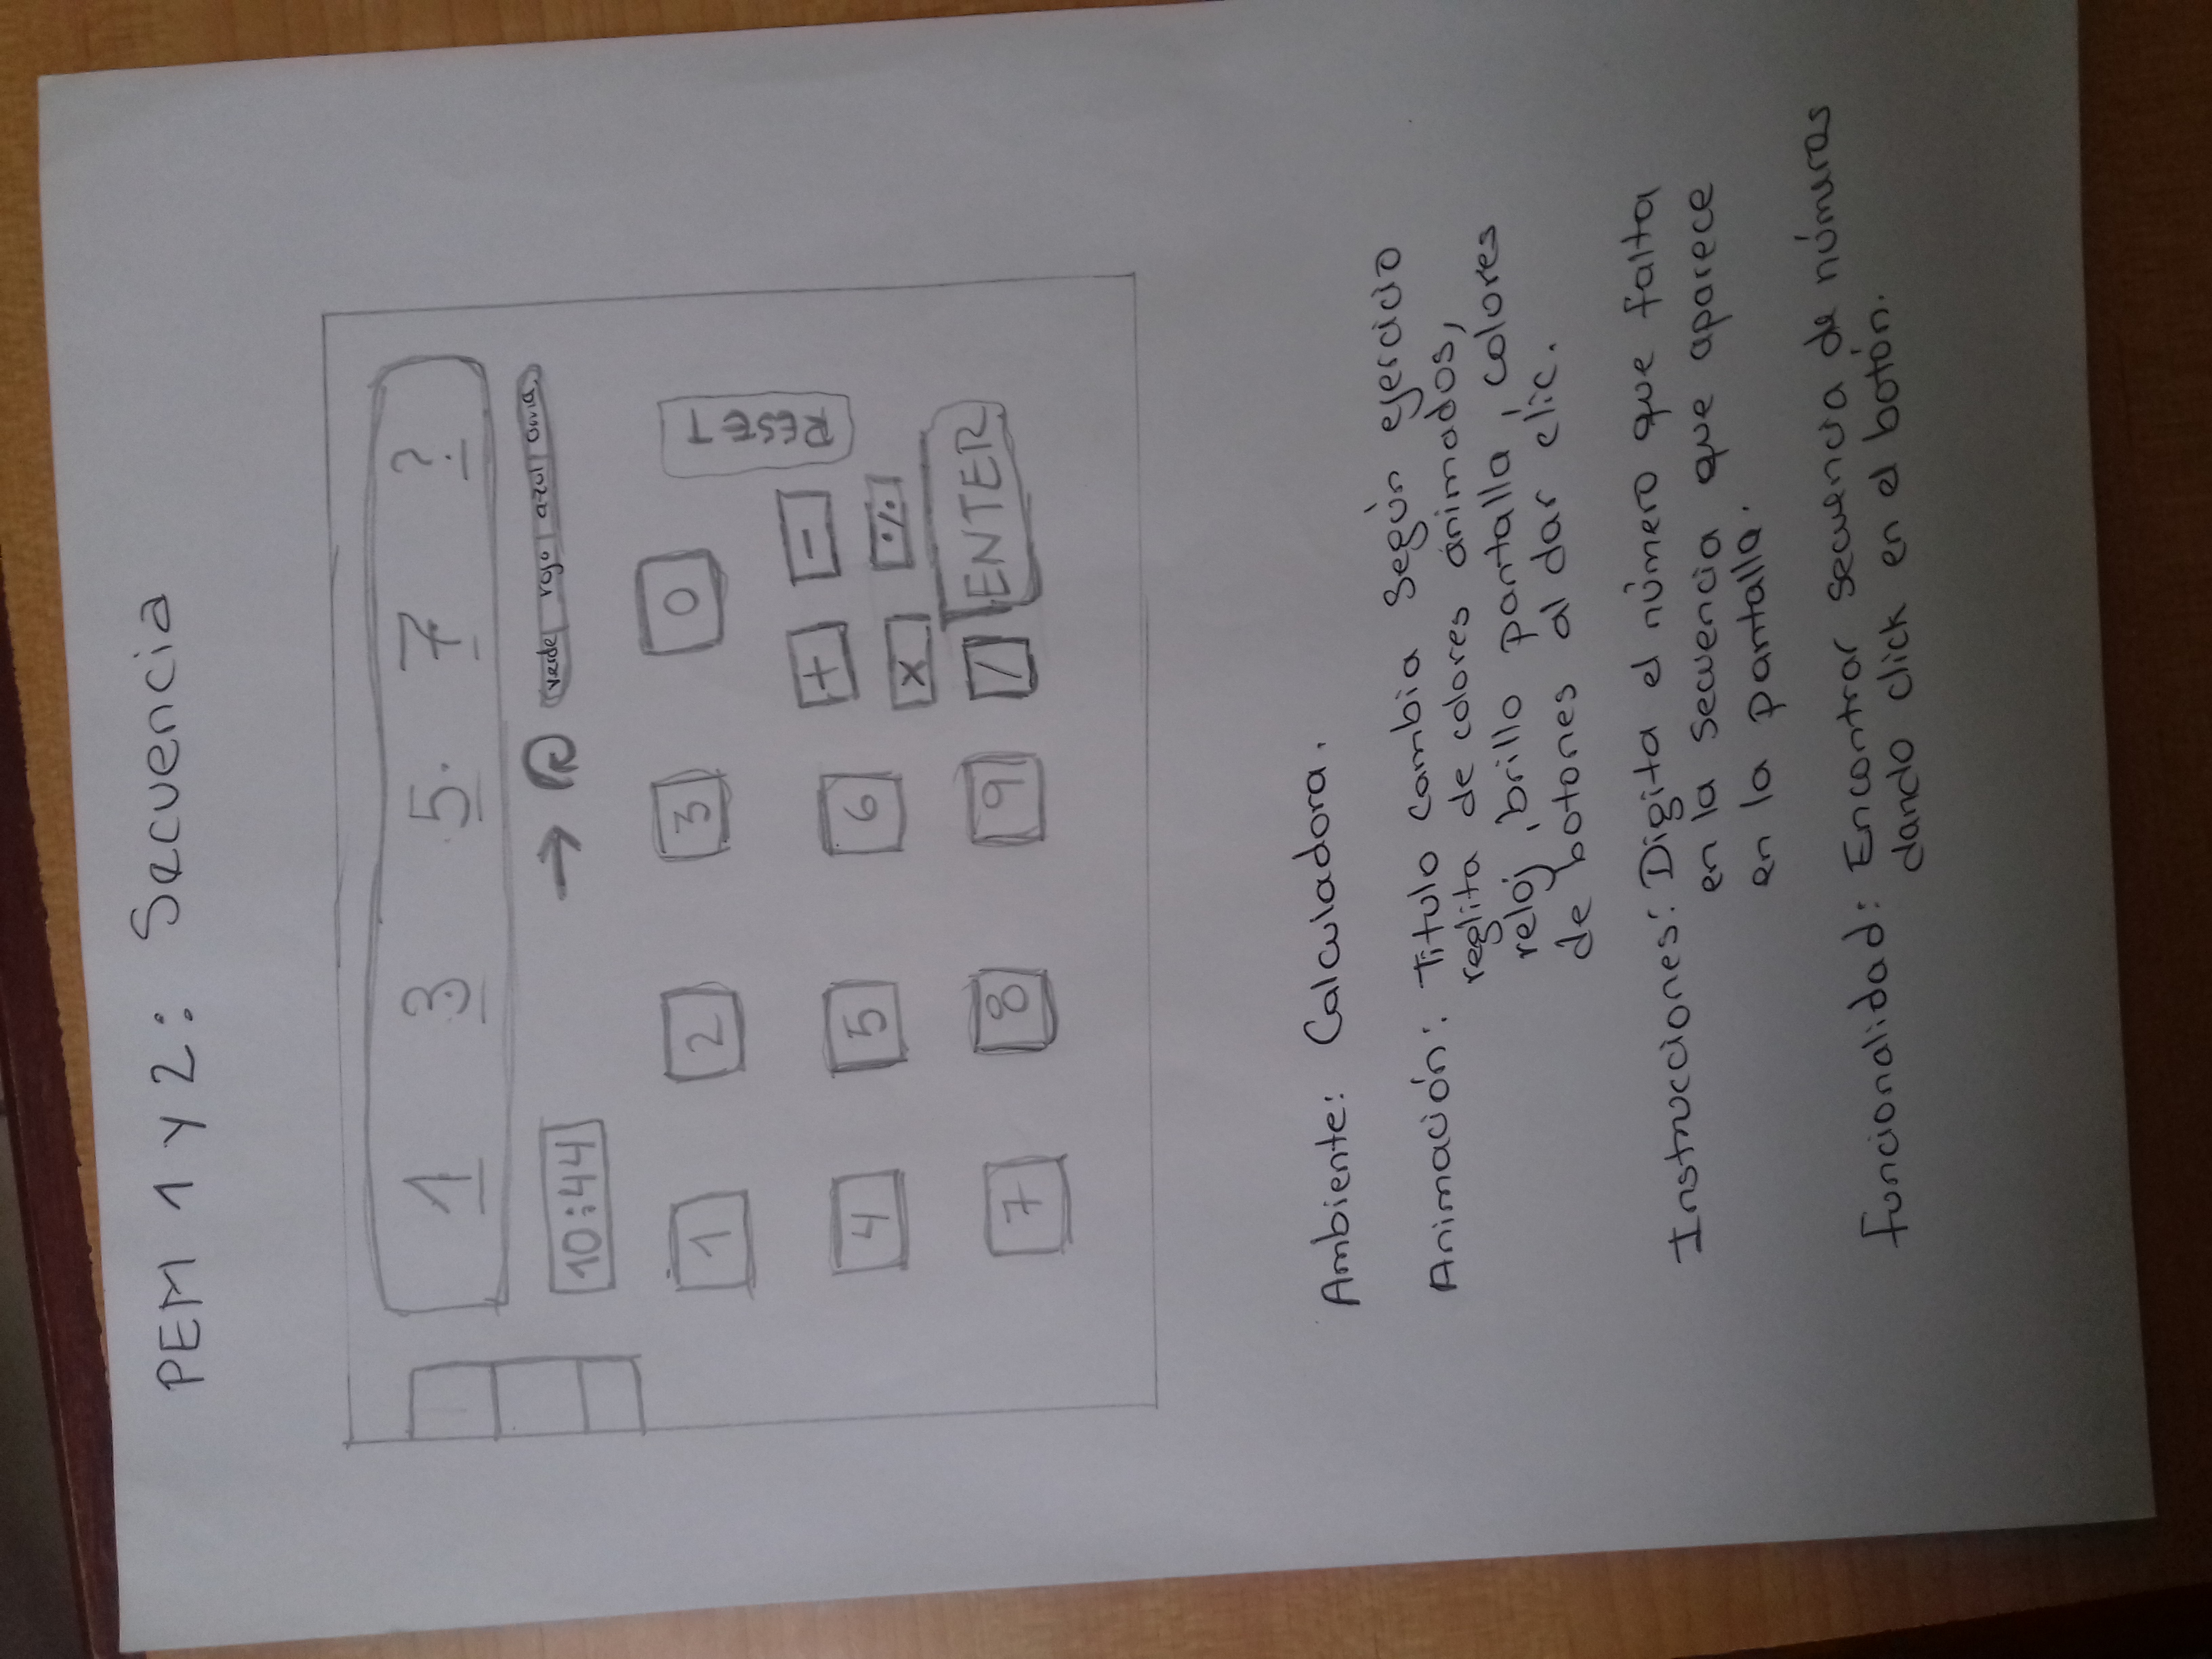 PEM 1 y 2: Secuencia
1 3 5 7 ?
10:44 → R verde rojo azul
1 2 3 0
RESET
4 5 6 + -
x %
7 8 9 / ENTER
Ambiente: Calculadora.
Animación: Titulo cambia Según ejercicio
reglita de colores animados,
reloj, brillo pantalla, colores
de botones al dar clic.
Instrucciones: Digita el número que falta
en la secuencia que aparece
en la pantalla.
Funcionalidad: Encontrar secuencia de números
dando click en el botón.